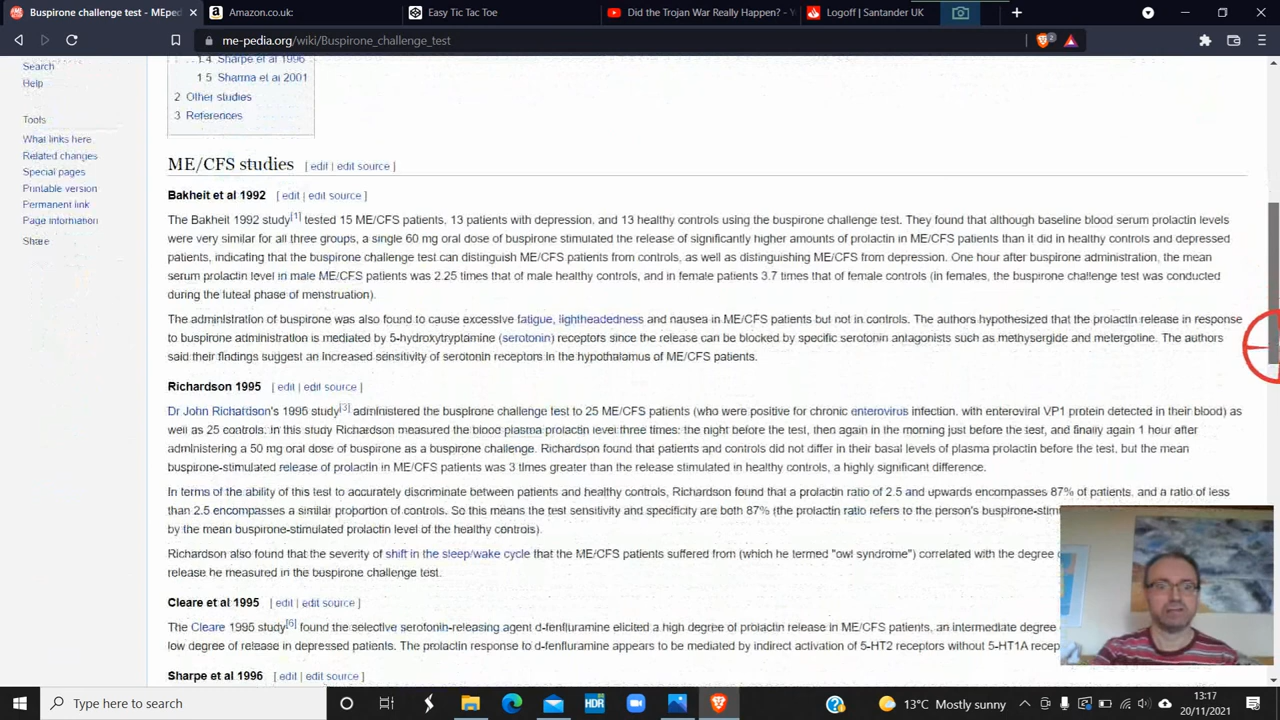 Buspirone challenge test - MEped
Amazon.co.uk:
Easy Tic Tac Toe
Did the Trojan War Really Happen? - Y
Logoff | Santander UK
me-pedia.org/wiki/Buspirone_challenge_test
2
Search
Help
Tools
What links here
Related changes
Special pages
Printable version
Permanent link
Page information
Share
1.4 Sharpe et al 1996
1.5 Sharma et al 2001
2 Other studies
3 References
ME/CFS studies [ edit | edit source ]
Bakheit et al 1992 [ edit | edit source ]
The Bakheit 1992 study[1] tested 15 ME/CFS patients, 13 patients with depression, and 13 healthy controls using the buspirone challenge test. They found that although baseline blood serum prolactin levels
were very similar for all three groups, a single 60 mg oral dose of buspirone stimulated the release of significantly higher amounts of prolactin in ME/CFS patients than it did in healthy controls and depressed
patients, indicating that the buspirone challenge test can distinguish ME/CFS patients from controls, as well as distinguishing ME/CFS from depression. One hour after buspirone administration, the mean
serum prolactin level in male ME/CFS patients was 2.25 times that of male healthy controls, and in female patients 3.7 times that of female controls (in females, the buspirone challenge test was conducted
during the luteal phase of menstruation).
The administration of buspirone was also found to cause excessive fatigue, lightheadedness and nausea in ME/CFS patients but not in controls. The authors hypothesized that the prolactin release in response
to buspirone administration is mediated by 5-hydroxytryptamine (serotonin) receptors since the release can be blocked by specific serotonin antagonists such as methysergide and metergoline. The authors
said their findings suggest an increased sensitivity of serotonin receptors in the hypothalamus of ME/CFS patients.
Richardson 1995 [ edit | edit source ]
Dr John Richardson's 1995 study[3] administered the buspirone challenge test to 25 ME/CFS patients (who were positive for chronic enterovirus infection, with enteroviral VP1 protein detected in their blood) as
well as 25 controls. In this study Richardson measured the blood plasma prolactin level three times: the night before the test, then again in the morning just before the test, and finally again 1 hour after
administering a 50 mg oral dose of buspirone as a buspirone challenge. Richardson found that patients and controls did not differ in their basal levels of plasma prolactin before the test, but the mean
buspirone-stimulated release of prolactin in ME/CFS patients was 3 times greater than the release stimulated in healthy controls, a highly significant difference.
In terms of the ability of this test to accurately discriminate between patients and healthy controls, Richardson found that a prolactin ratio of 2.5 and upwards encompasses 87% of patients, and a ratio of less
than 2.5 encompasses a similar proportion of controls. So this means the test sensitivity and specificity are both 87% (the prolactin ratio refers to the person's buspirone-stim
by the mean buspirone-stimulated prolactin level of the healthy controls).
Richardson also found that the severity of shift in the sleep/wake cycle that the ME/CFS patients suffered from (which he termed "owl syndrome") correlated with the degree o
release he measured in the buspirone challenge test.
Cleare et al 1995 [ edit | edit source ]
The Cleare 1995 study[6] found the selective serotonin-releasing agent d-fenfluramine elicited a high degree of prolactin release in ME/CFS patients, an intermediate degree o
low degree of release in depressed patients. The prolactin response to d-fenfluramine appears to be mediated by indirect activation of 5-HT2 receptors without 5-HT1A recep
Sharpe et al 1996 [ edit | edit source ]
Type here to search
HDR
13°C Mostly sunny
13:17
20/11/2021